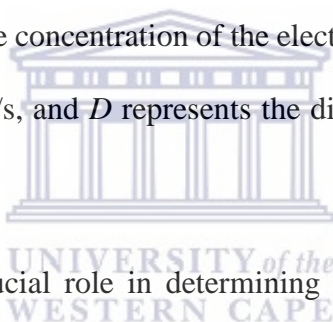 e concentration of the elect
/s, and D represents the di
UNIVERSITY of the
ucial role in determining
WESTERN CAPE